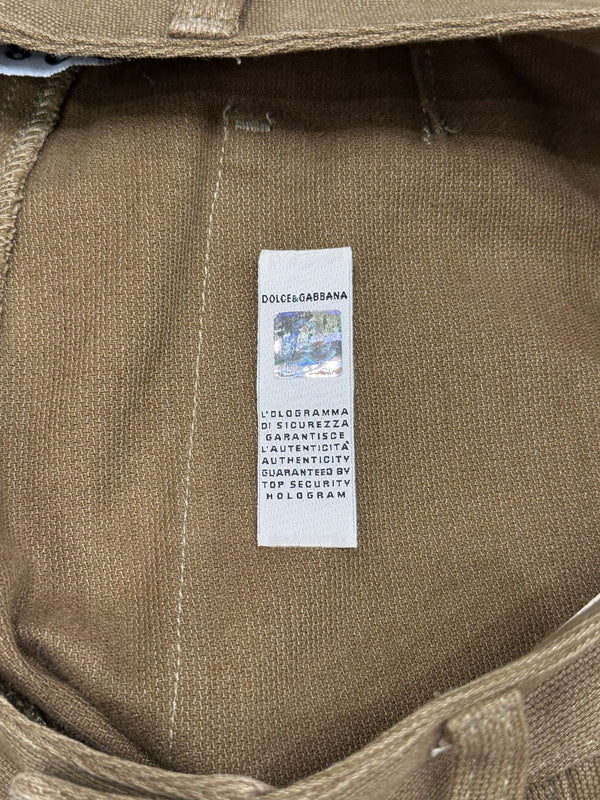 DOLCE&GABBANA
L'OLOGRAMMA
DI SICUREZZA
GARANTISCE
L'AUTENTICITÀ
AUTHENTICITY
GUARANTEED BY
TOP SECURITY
HOLOGRAM